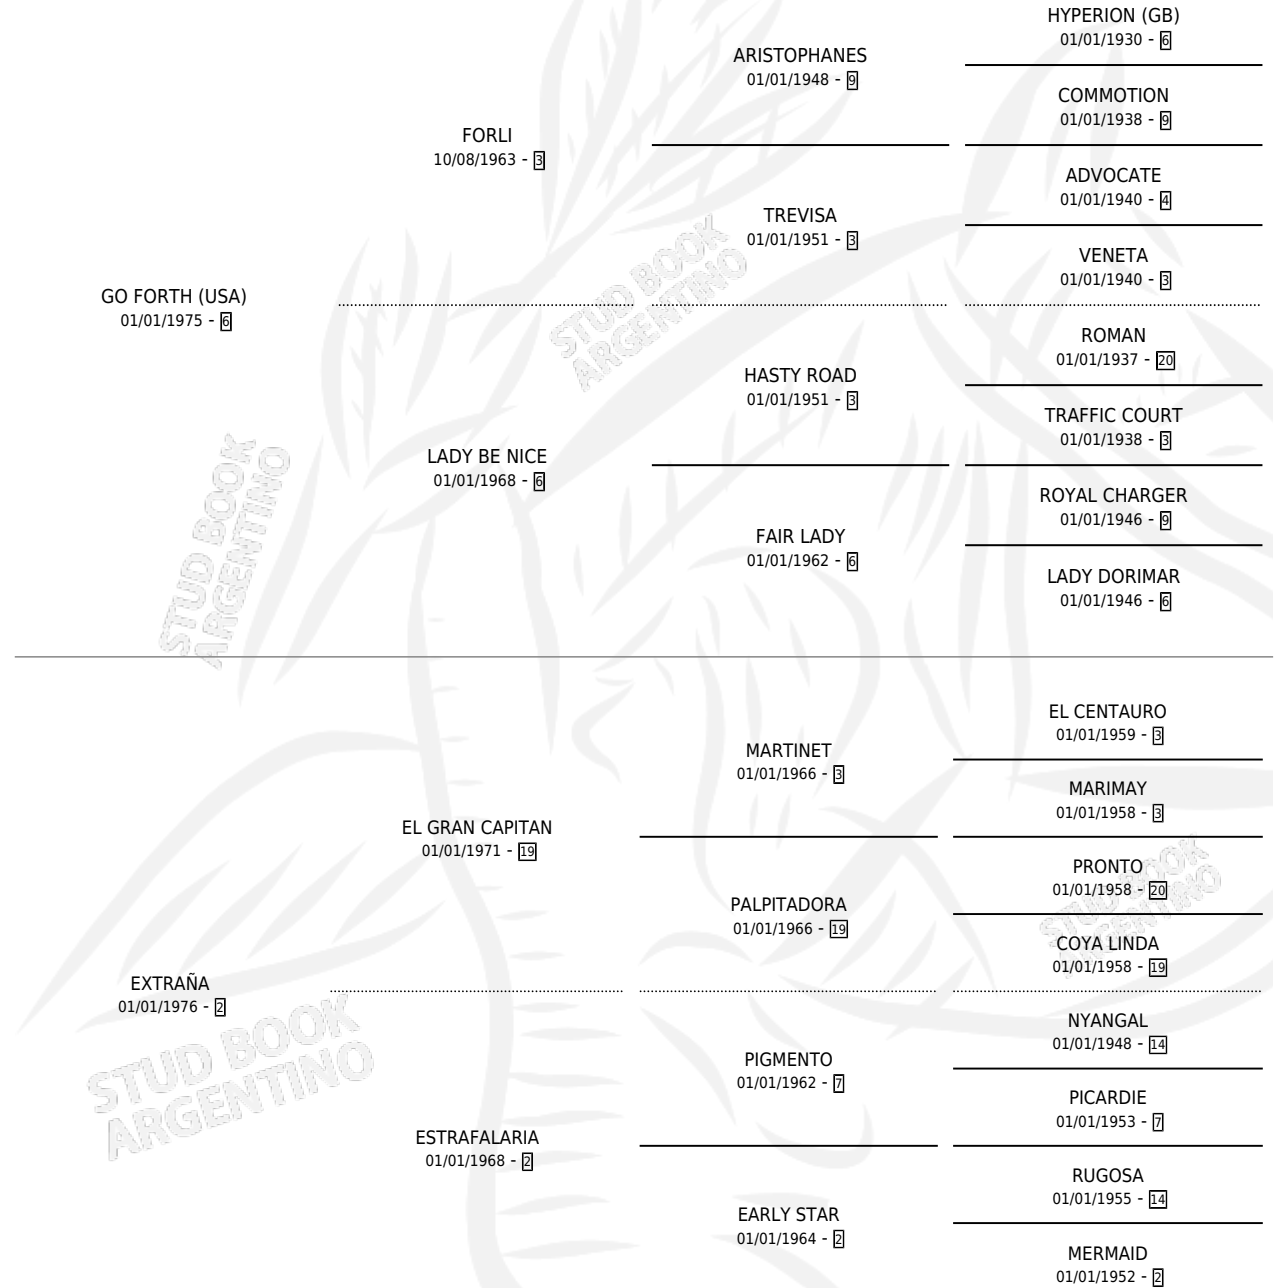 HYPERION (GB)
01/01/1930 - 6
ARISTOPHANES
01/01/1948 - 9
COMMOTION
01/01/1938 - 9
FORLI
10/08/1963 - 3
ADVOCATE
01/01/1940 - 4
TREVISA
01/01/1951 - 3
VENETA
01/01/1940 - 3
GO FORTH (USA)
01/01/1975 - 6
ROMAN
01/01/1937 - 20
HASTY ROAD
01/01/1951 - 3
TRAFFIC COURT
01/01/1938 - 3
LADY BE NICE
01/01/1968 - 6
ROYAL CHARGER
01/01/1946 - 9
FAIR LADY
01/01/1962 - 6
LADY DORIMAR
01/01/1946 - 6
STUD BOOK
ARGENTINO
STUD BOOK
ARGENTINO
EL CENTAURO
01/01/1959 - 3
MARTINET
01/01/1966 - 3
MARIMAY
01/01/1958 - 3
EL GRAN CAPITAN
01/01/1971 - 19
PRONTO
01/01/1958 - 20
PALPITADORA
01/01/1966 - 19
COYA LINDA
01/01/1958 - 19
EXTRAÑA
01/01/1976 - 2
NYANGAL
01/01/1948 - 14
PIGMENTO
01/01/1962 - 7
PICARDIE
01/01/1953 - 7
ESTRAFALARIA
01/01/1968 - 2
RUGOSA
01/01/1955 - 14
EARLY STAR
01/01/1964 - 2
MERMAID
01/01/1952 - 2
STUD BOOK
ARGENTINO
STUD BOOK
ARGENTINO